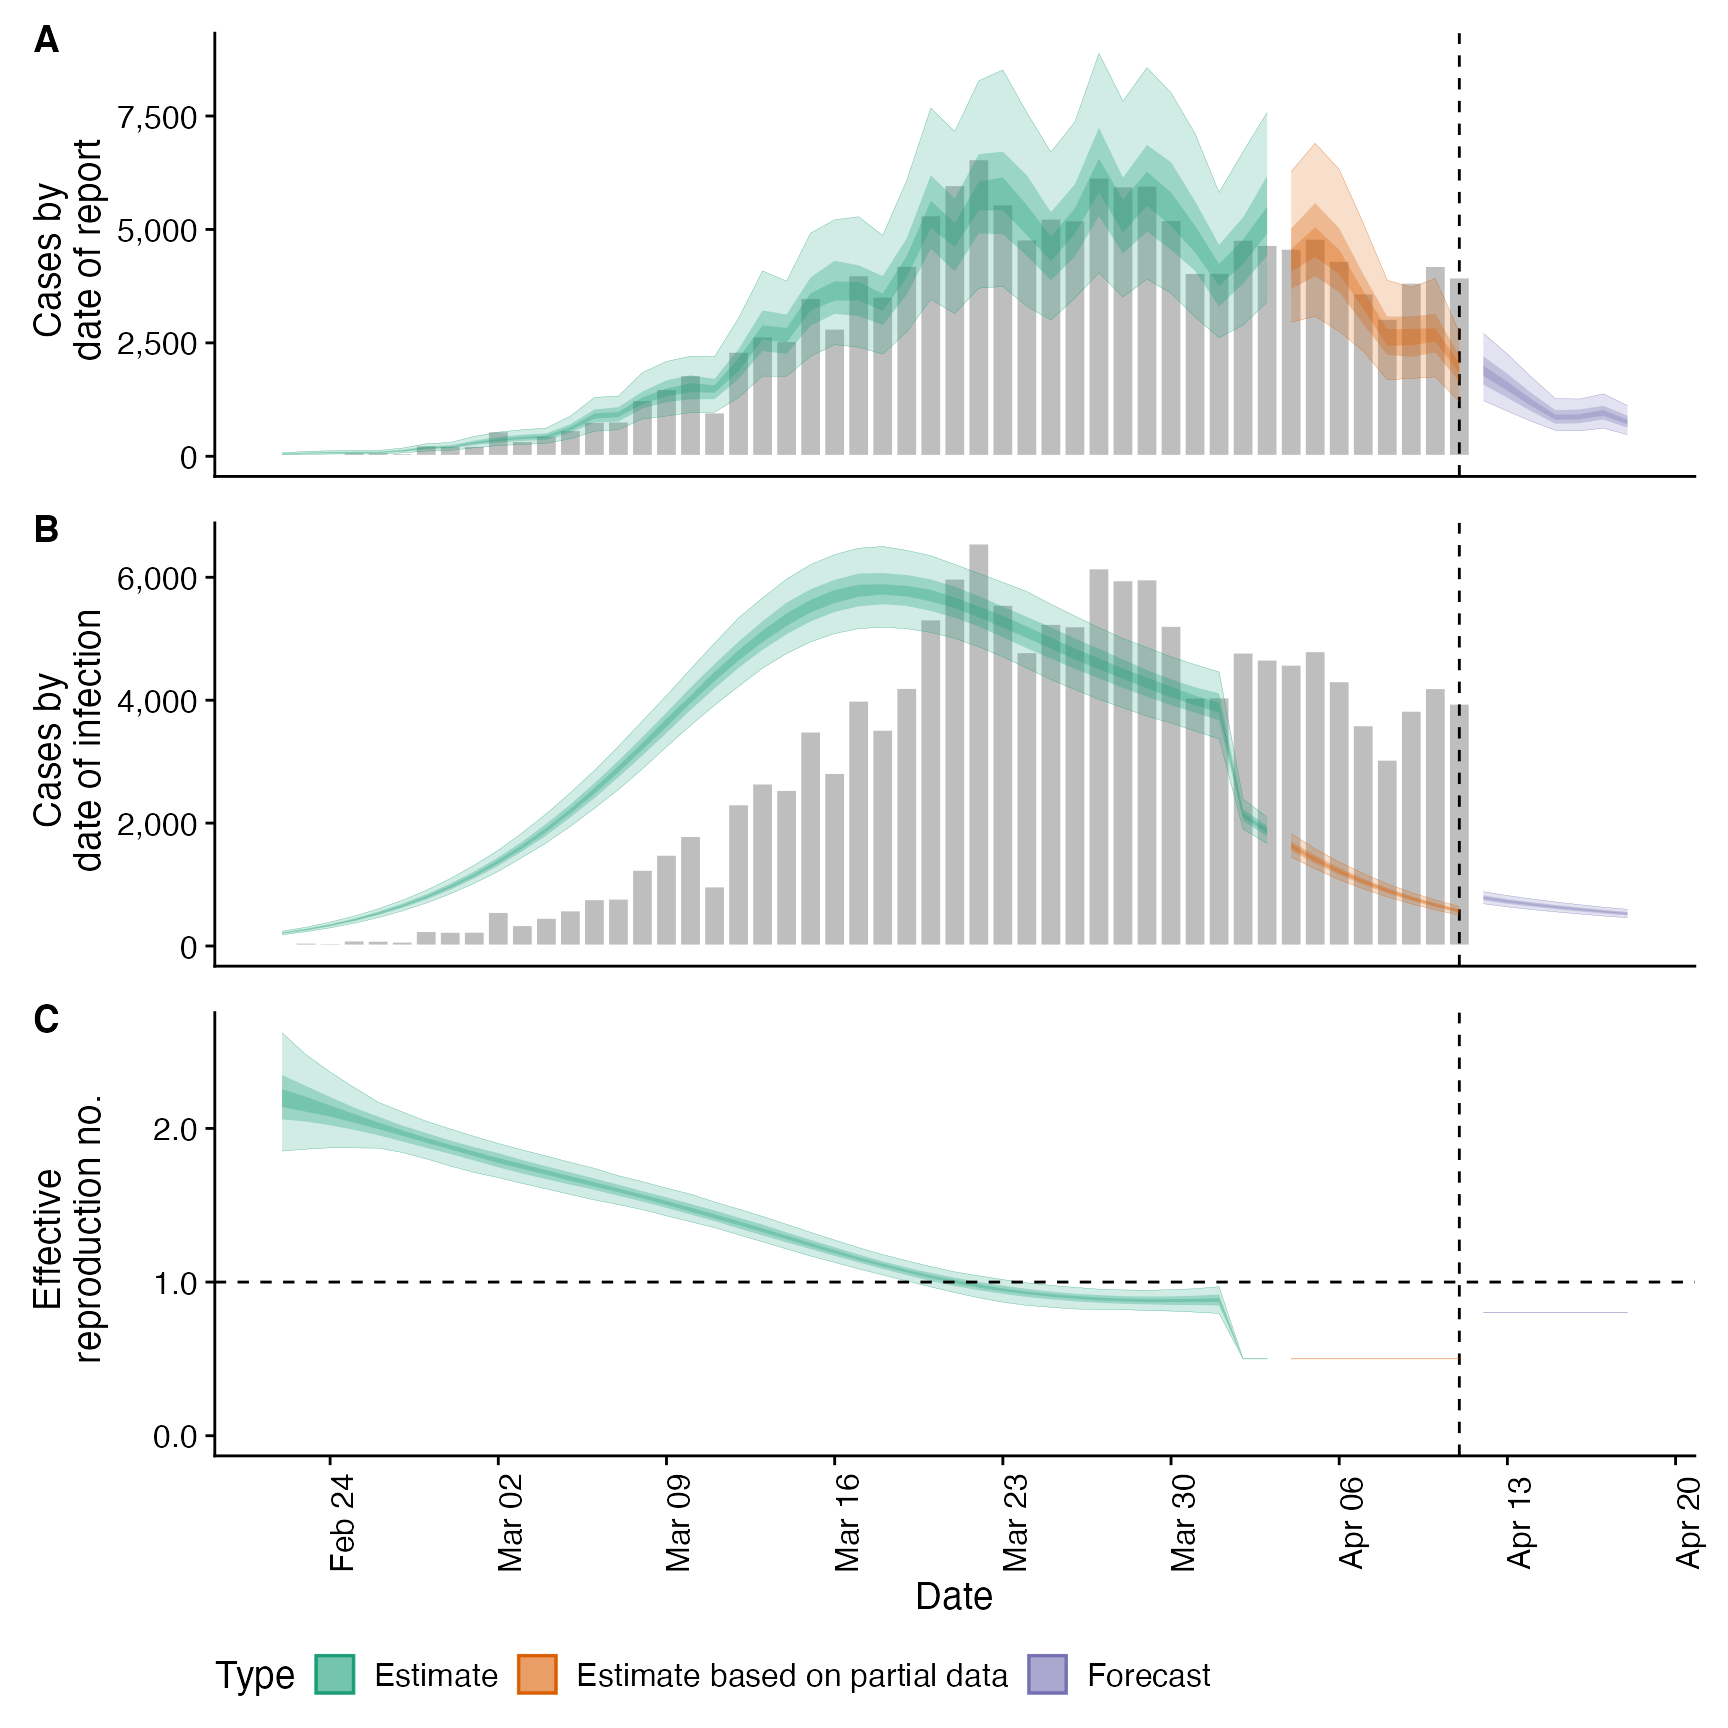 A
Cases by
date of report
7,500
5,000
2,500
0
B
Cases by
date of infection
6,000
4,000
2,000
0
C
Effective
reproduction no.
2.0
1.0
0.0
Feb 24
Mar 02
Mar 09
Mar 16
Mar 23
Mar 30
Apr 06
Apr 13
Apr 20
Date
Type Estimate Estimate based on partial data Forecast